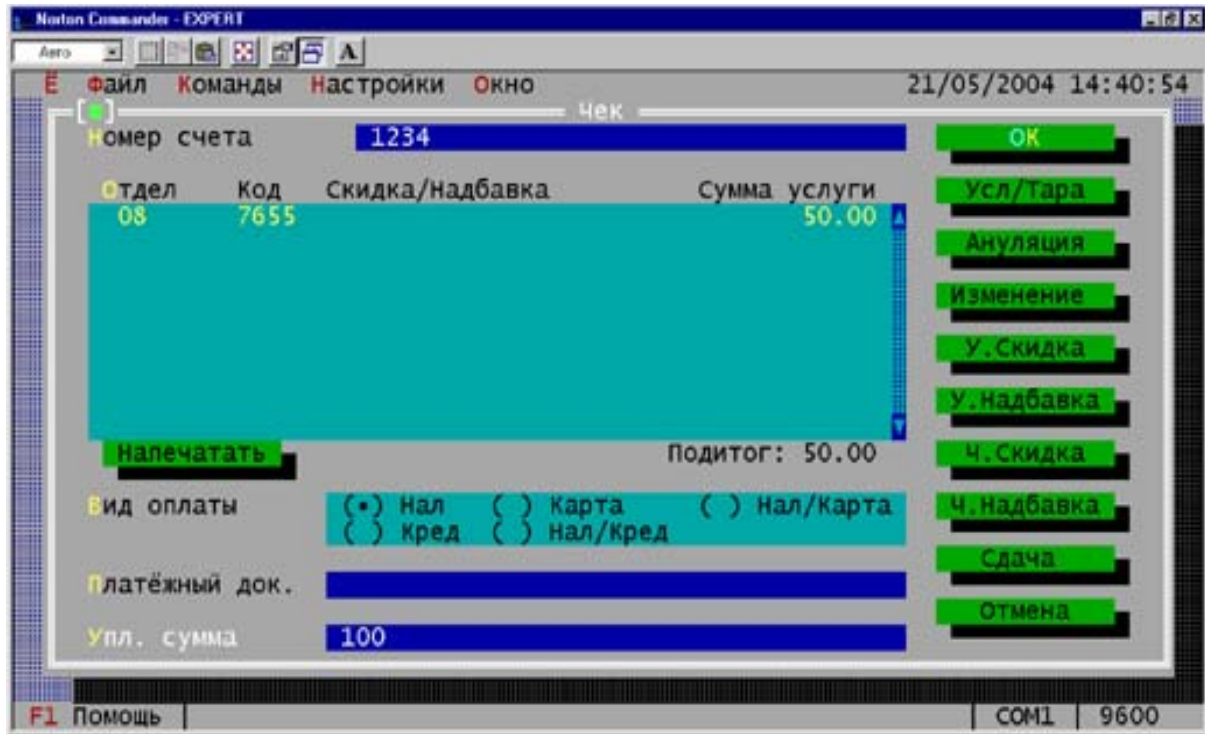 Norton Commander - EXPERT
Авто A
Ё Файл Команды Настройки Окно 21/05/2004 14:40:54
Чек
Номер счета 1234 OK
Отдел Код Скидка/Надбавка Сумма услуги Усл/Тара
08 7655 50.00
Ануляция
Изменение
У.Скидка
У.Надбавка
Напечатать Подитог: 50.00 Ч.Скидка
Вид оплаты (•) Нал ( ) Карта ( ) Нал/Карта Ч.Надбавка
( ) Кред ( ) Нал/Кред
Сдача
Платёжный док.
Отмена
Упл. сумма 100
F1 Помощь COM1 9600